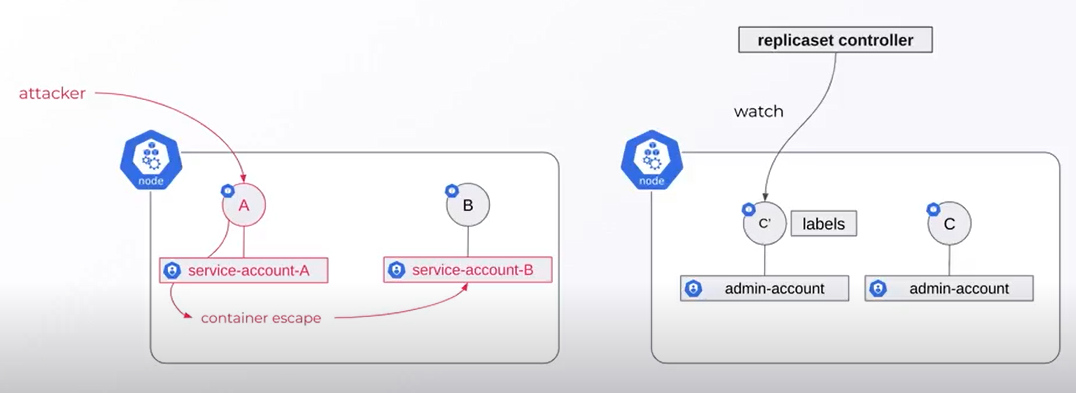 replicaset controller
attacker
watch
node
node
A
B
C'
labels
C
service-account-A
service-account-B
admin-account
admin-account
container escape